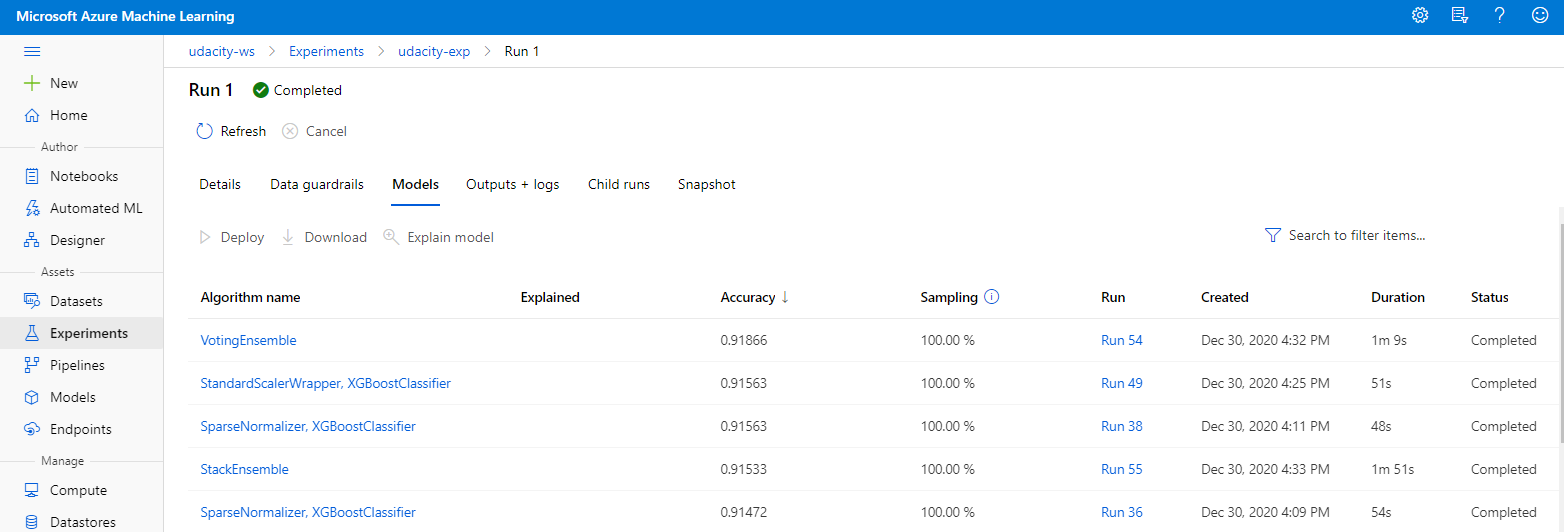 Microsoft Azure Machine Learning
udacity-ws > Experiments > udacity-exp > Run 1
New
Home
Author
Notebooks
Automated ML
Designer
Assets
Datasets
Experiments
Pipelines
Models
Endpoints
Manage
Compute
Datastores
Run 1 Completed
Refresh Cancel
Details Data guardrails Models Outputs + logs Child runs Snapshot
Deploy Download Explain model Search to filter items...
Algorithm name Explained Accuracy ↓ Sampling Run Created Duration Status
VotingEnsemble 0.91866 100.00 % Run 54 Dec 30, 2020 4:32 PM 1m 9s Completed
StandardScalerWrapper, XGBoostClassifier 0.91563 100.00 % Run 49 Dec 30, 2020 4:25 PM 51s Completed
SparseNormalizer, XGBoostClassifier 0.91563 100.00 % Run 38 Dec 30, 2020 4:11 PM 48s Completed
StackEnsemble 0.91533 100.00 % Run 55 Dec 30, 2020 4:33 PM 1m 51s Completed
SparseNormalizer, XGBoostClassifier 0.91472 100.00 % Run 36 Dec 30, 2020 4:09 PM 54s Completed